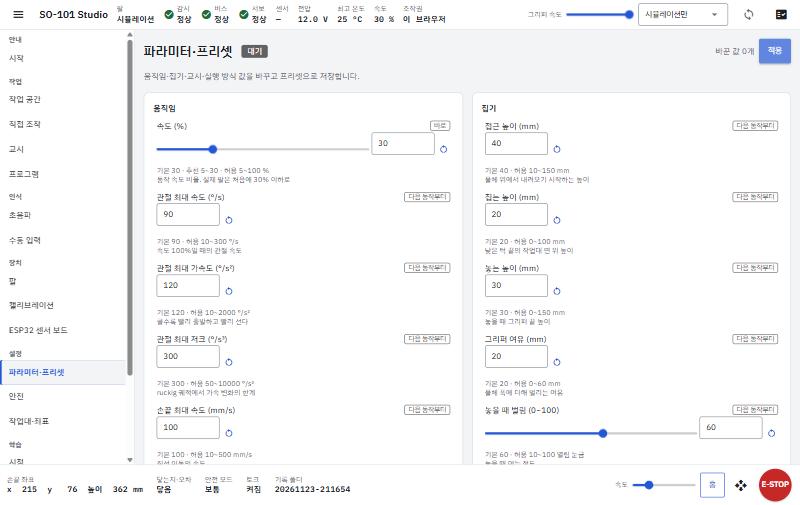 SO-101 Studio
팔
시뮬레이션
감시
정상
버스
정상
서보
정상
센서
—
전압
12.0 V
최고 온도
25 °C
속도
30 %
조작권
이 브라우저
그리퍼 속도
시뮬레이션만
안내
시작
작업
작업 공간
직접 조작
교시
프로그램
인식
초음파
수동 입력
장치
팔
캘리브레이션
ESP32 센서 보드
설정
파라미터·프리셋
안전
작업대·좌표
학습
시작
파라미터·프리셋
대기
바꾼 값 0개
적용
움직임·집기·교시·실행 방식 값을 바꾸고 프리셋으로 저장합니다.
움직임
속도 (%)
바로
30
기본 30 · 추천 5~30 · 허용 5~100 %
동작 속도 비율. 실제 팔은 처음에 30% 이하로
관절 최대 속도 (°/s)
다음 동작부터
90
기본 90 · 허용 10~300 °/s
속도 100%일 때의 관절 속도
관절 최대 가속도 (°/s²)
다음 동작부터
120
기본 120 · 허용 10~2000 °/s²
클수록 빨리 출발하고 빨리 선다
관절 최대 저크 (°/s³)
다음 동작부터
300
기본 300 · 허용 50~10000 °/s³
ruckig 궤적에서 가속 변화의 한계
손끝 최대 속도 (mm/s)
다음 동작부터
100
기본 100 · 허용 10~500 mm/s
집기
접근 높이 (mm)
다음 동작부터
40
기본 40 · 허용 10~150 mm
물체 위에서 내려오기 시작하는 높이
집는 높이 (mm)
다음 동작부터
20
기본 20 · 허용 0~100 mm
낮은 턱 끝의 작업대 면 위 높이
놓는 높이 (mm)
다음 동작부터
30
기본 30 · 허용 0~150 mm
놓을 때 그리퍼 끝 높이
그리퍼 여유 (mm)
다음 동작부터
20
기본 20 · 허용 0~60 mm
물체 폭에 더해 벌리는 여유
놓을 때 벌림 (0~100)
다음 동작부터
60
기본 60 · 허용 10~100 벌림 눈금
손끝 좌표
x 215 y 76 높이 362 mm
닿는지·모자
닿음
안전 모드
보통
토크
켜짐
기록 폴더
20261123-211654
속도
홈
E-STOP